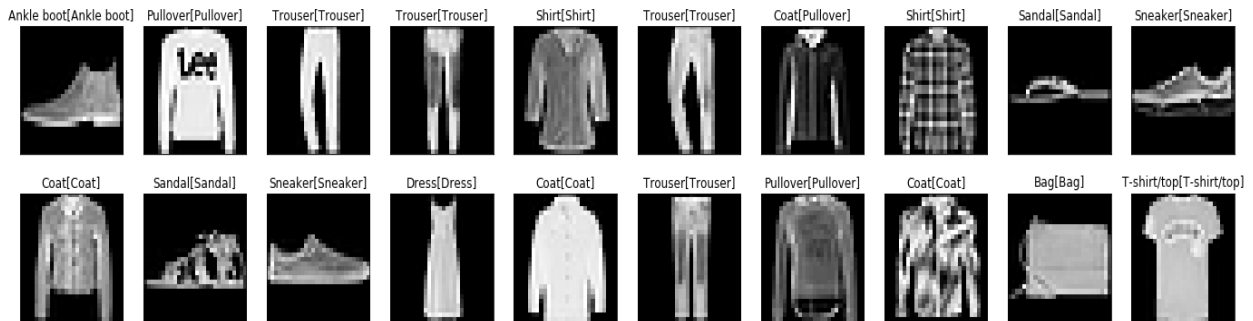 Ankle boot[Ankle boot] Pullover[Pullover] Trouser[Trouser] Trouser[Trouser] Shirt[Shirt] Trouser[Trouser] Coat[Pullover] Shirt[Shirt] Sandal[Sandal] Sneaker[Sneaker]
Lee
Coat[Coat] Sandal[Sandal] Sneaker[Sneaker] Dress[Dress] Coat[Coat] Trouser[Trouser] Pullover[Pullover] Coat[Coat] Bag[Bag] T-shirt/top[T-shirt/top]